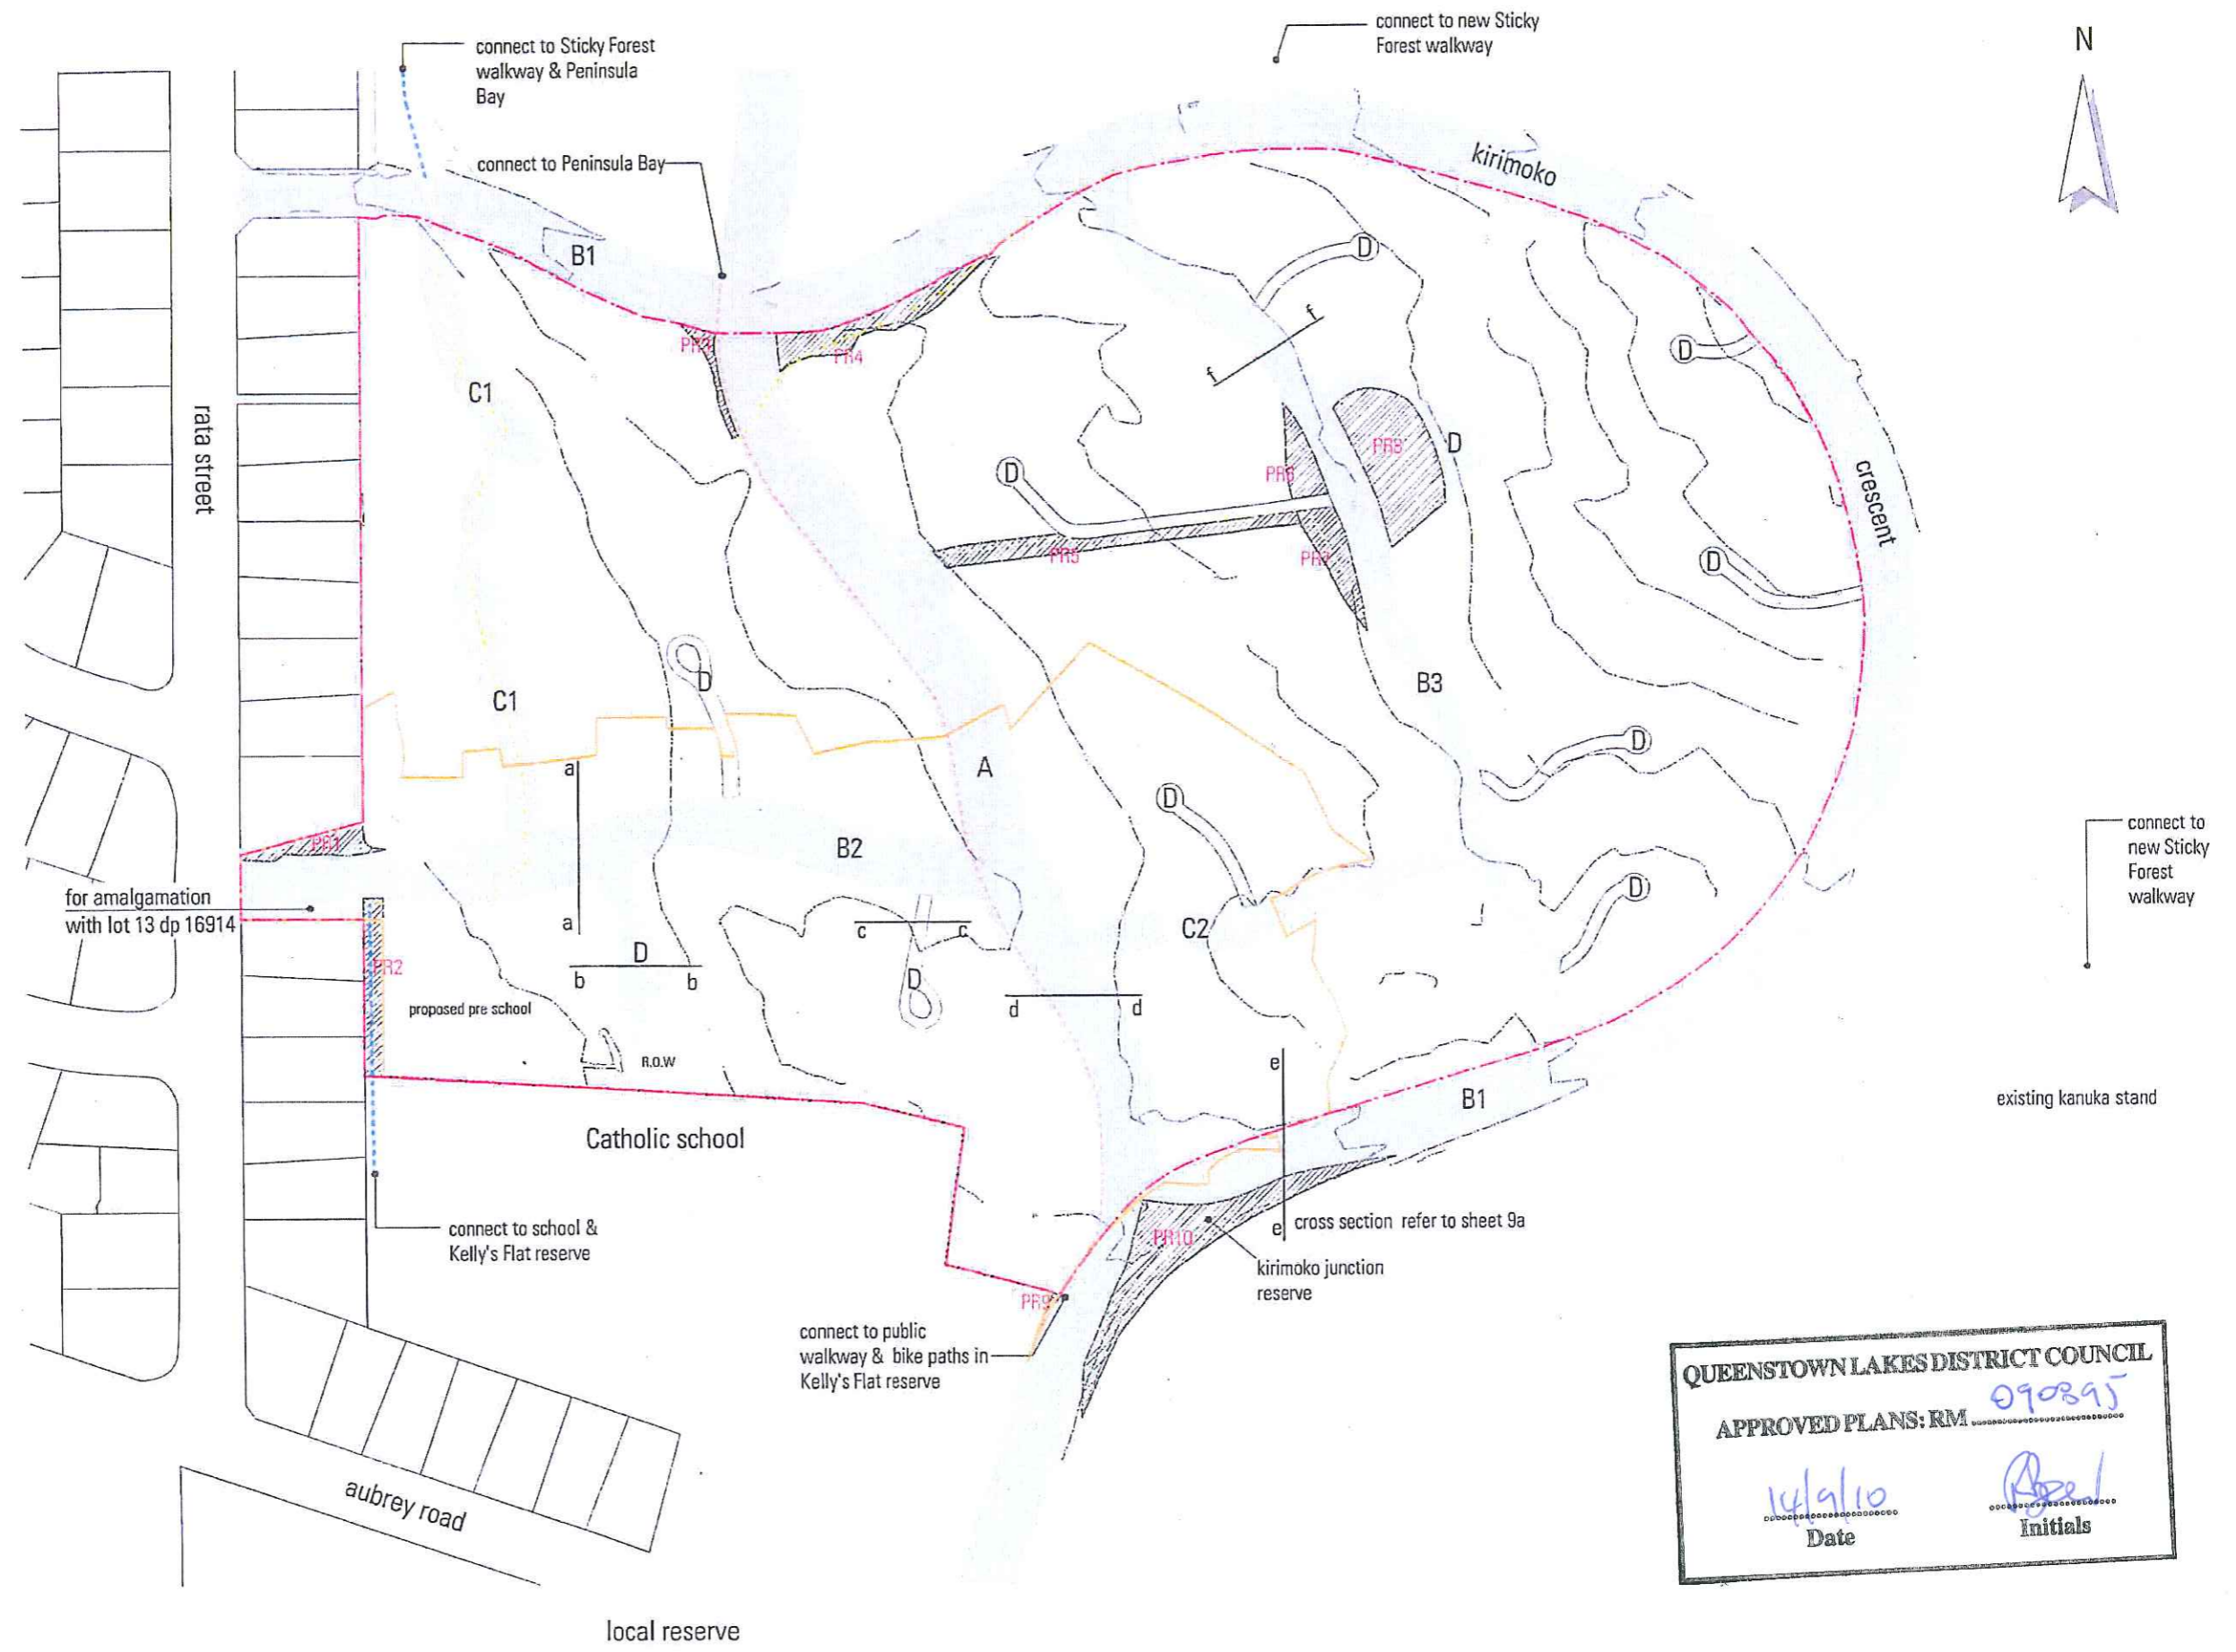 connect to Sticky Forest
walkway & Peninsula
Bay
connect to new Sticky
Forest walkway
N
connect to Peninsula Bay
kirimoko
B1
D
f
f
D
PR3
PR4
C1
rata street
D
PR8
PR6
D
crescent
PR5
PR7
D
D
C1
B3
A
D
a
D
B2
connect to
new Sticky
Forest
walkway
PR1
for amalgamation
with lot 13 dp 16914
D
a
c
c
C2
D
b
b
PR2
D
proposed pre school
d
d
R.O.W
e
B1
existing kanuka stand
Catholic school
connect to school &
Kelly's Flat reserve
e
cross section refer to sheet 9a
PR10
kirimoko junction
reserve
PR9
connect to public
walkway & bike paths in
Kelly's Flat reserve
aubrey road
local reserve
QUEENSTOWN LAKES DISTRICT COUNCIL
APPROVED PLANS: RM 090895
14/9/10
Date
Initials